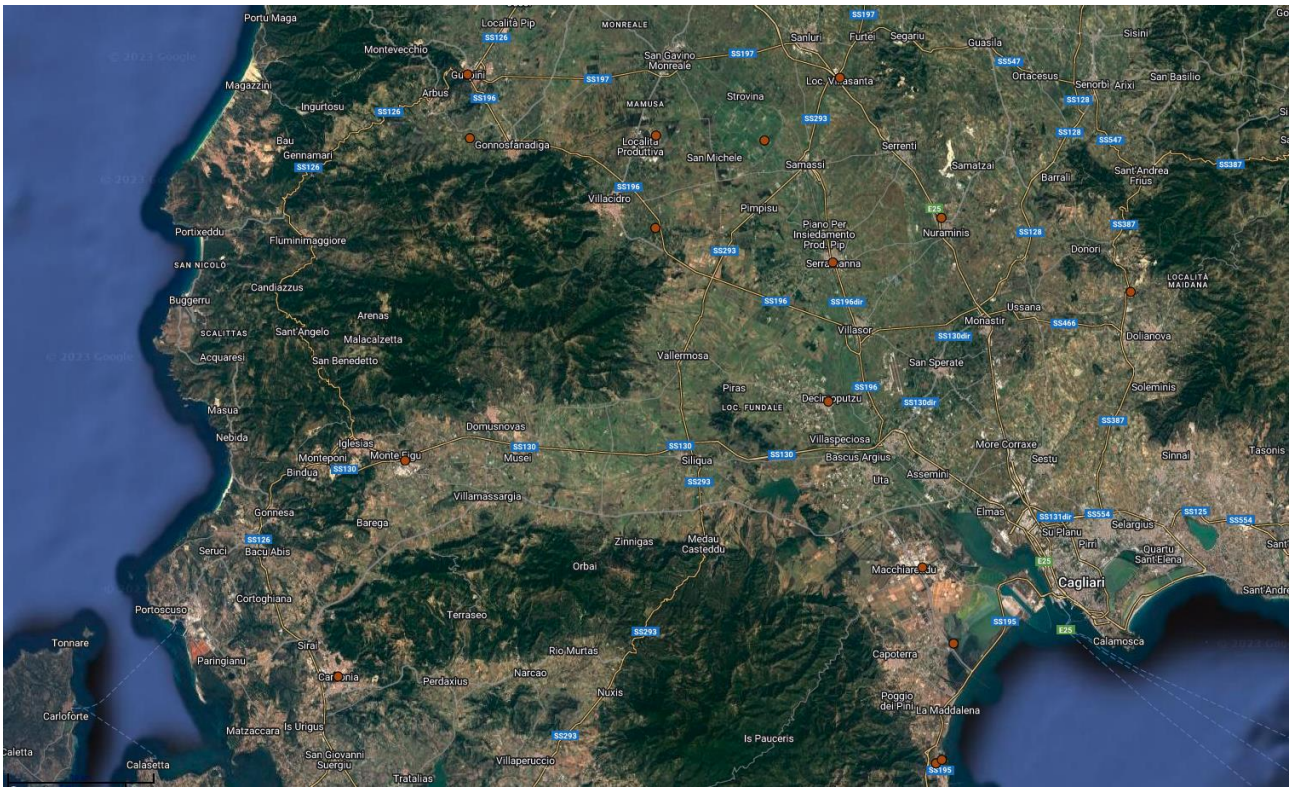 Portu Maga
Località Pip
MONREALE
SS197
SS126
Sanluri
Furtei
Segariu
Guasila
Sisini
Montevecchio
San Gavino
Monreale
SS197
SS547
© 2023 Google
Magazzini
SS197
Ortacesus
Senorbì
Arixi
San Basilio
Arbus
SS196
MAMUSA
Strovina
SS128
Ingurtosu
SS126
SS293
Bau
Gennamari
SS126
Gonnosfanadiga
Località
Produttiva
San Michele
Samassi
Serrenti
SS128
SS547
Samatzai
SS387
Sant'Andrea
Frius
Barrali
SS196
Villacidro
Pimpisu
E25
Nuraminis
Piano Per
Insiedamento
Prod. Pip
SS128
SS387
Donori
Portixeddu
Fluminimaggiore
SS293
SAN NICOLÒ
LOCALITÀ
MAIDANA
Candiazzus
Buggerru
SS196
SS196dir
Ussana
Arenas
Monastir
SS466
SCALITTAS
Sant'Angelo
Malacalzetta
Villasor
SS130dir
Dolianova
Acquaresi
San Benedetto
Vallermosa
San Sperate
© 2023 Google
Piras
SS196
Soleminis
SS130dir
Masua
LOC. FUNDALE
SS387
Domusnovas
Nebida
Iglesias
Villaspeciosa
More Corraxe
SS130
Musei
SS130
Siliqua
SS130
Bascus Argius
Sestu
Sinnai
Tasonis
Monteponi
Bindua
SS130
Assemini
Uta
SS293
Villamassargia
Gonnesa
Elmas
SS131dir
SS554
SS125
SS554
Barega
Su Planu
Selargius
SS126
Pirri
Seruci
Bacu Abis
Zinnigas
Medau
Casteddu
Quartu
Sant'Elena
E25
Orbai
Cagliari
Cortoghiana
Sant'Andre
Portoscuso
Terraseo
SS195
E25
Calamosca
Tonnare
SS293
Sirai
Rio Murtas
Capoterra
Paringianu
Narcao
Perdaxius
Nuxis
Poggio
dei Pini
La Maddalena
Carloforte
Matzaccara
Is Urigus
SS293
Is Pauceris
San Giovanni
Suergiu
Villaperuccio
Calasetta
Tratalias
SS195